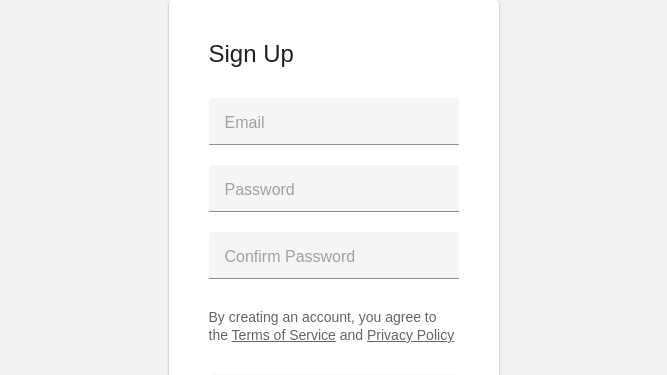 Sign Up
Email
Password
Confirm Password
By creating an account, you agree to
the Terms of Service and Privacy Policy